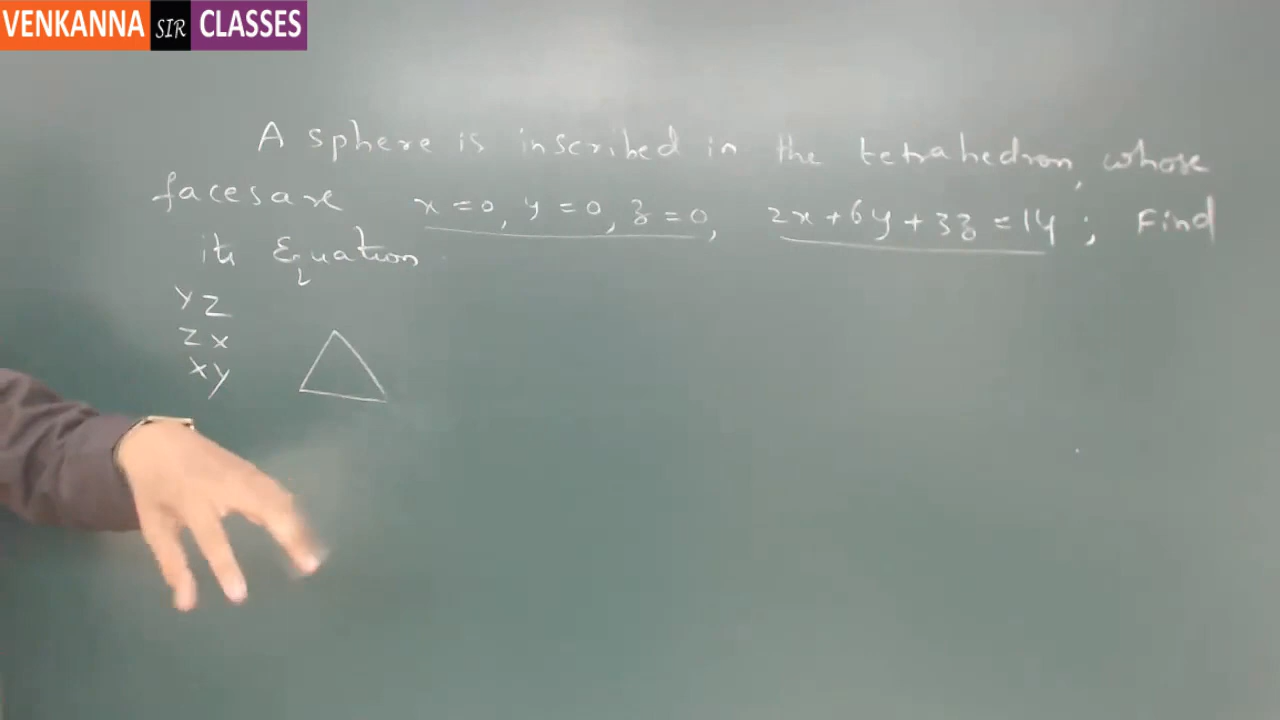 VENKANNA SIR CLASSES
A sphere is inscribed in the tetrahedron, whose
faces are x = 0, y = 0, z = 0, 2x + 6y + 3z = 14 ; Find
its Equation
YZ
ZX
XY